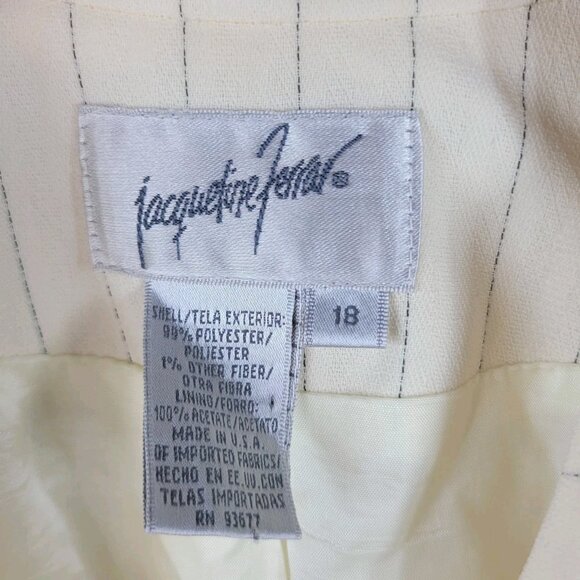 jacqueline ferrar®
18
SHELL/TELA EXTERIOR:
99% POLYESTER/
POLIESTER
1% OTHER FIBER/
OTRA FIBRA
LINING/FORRO:
100% ACETATE/ACETATO
MADE IN U.S.A.
OF IMPORTED FABRICS/
HECHO EN EE.UU.CON
TELAS IMPORTADAS
RN 93677